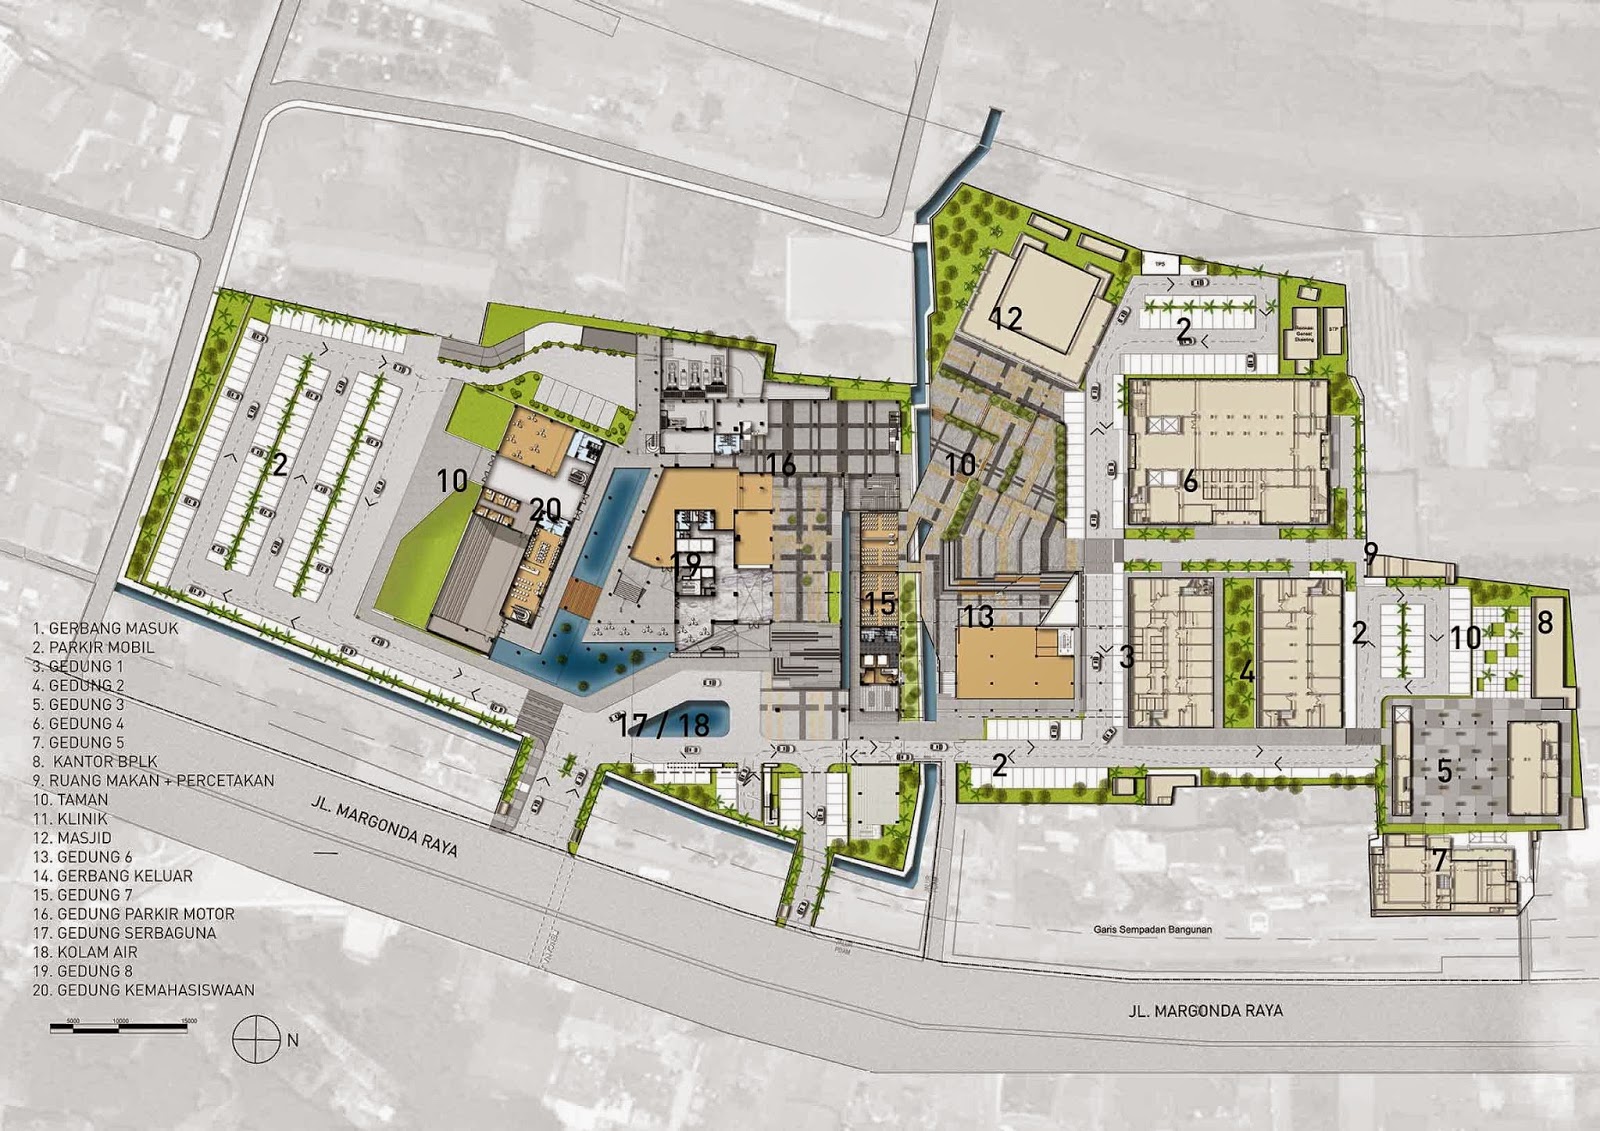 TPS
12
2
Rumah
Genset
Eksisting
STP
2
10
16
10
6
20
19
9
15
13
3
4
2
10
8
17 / 18
2
5
7
1. GERBANG MASUK
2. PARKIR MOBIL
3. GEDUNG 1
4. GEDUNG 2
5. GEDUNG 3
6. GEDUNG 4
7. GEDUNG 5
8. KANTOR BPLK
9. RUANG MAKAN + PERCETAKAN
10. TAMAN
11. KLINIK
12. MASJID
13. GEDUNG 6
14. GERBANG KELUAR
15. GEDUNG 7
16. GEDUNG PARKIR MOTOR
17. GEDUNG SERBAGUNA
18. KOLAM AIR
19. GEDUNG 8
20. GEDUNG KEMAHASISWAAN
JL. MARGONDA RAYA
Garis Sempadan Bangunan
JL. MARGONDA RAYA
5000 10000 15000
N